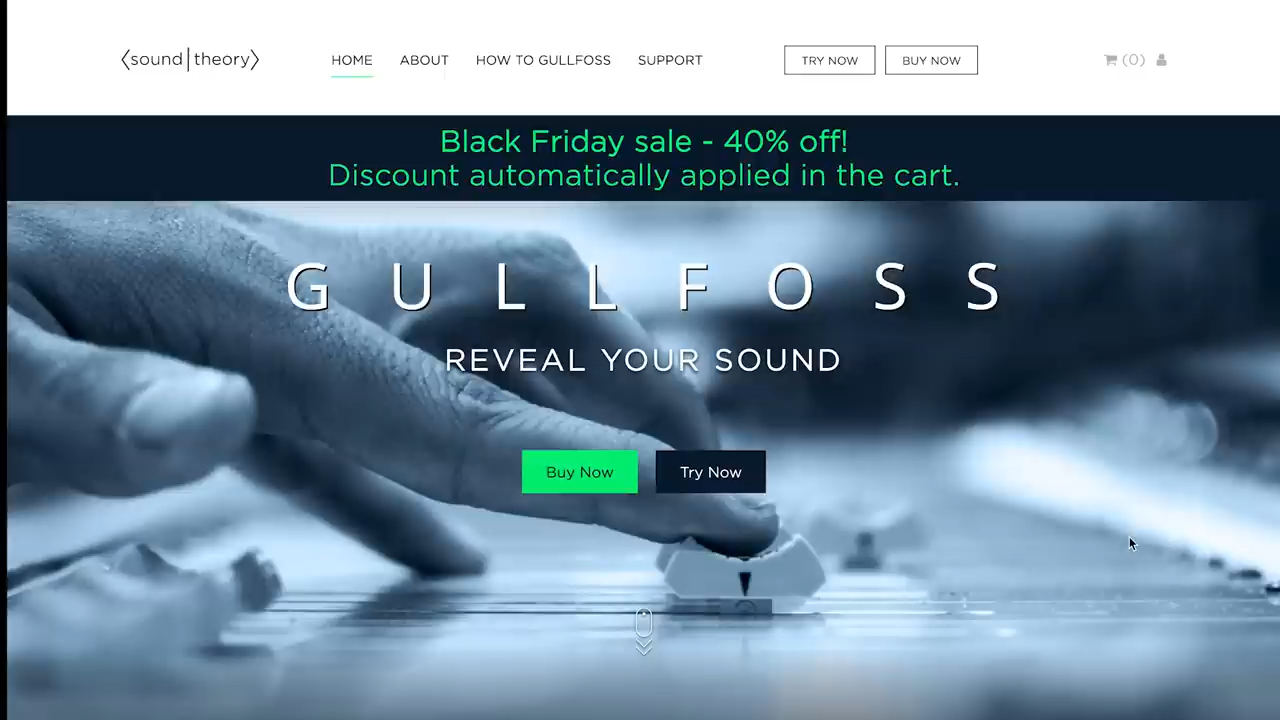 sound|theory
HOME ABOUT HOW TO GULLFOSS SUPPORT TRY NOW BUY NOW (0)
Black Friday sale - 40% off!
Discount automatically applied in the cart.
GULLFOSS
REVEAL YOUR SOUND
Buy Now Try Now